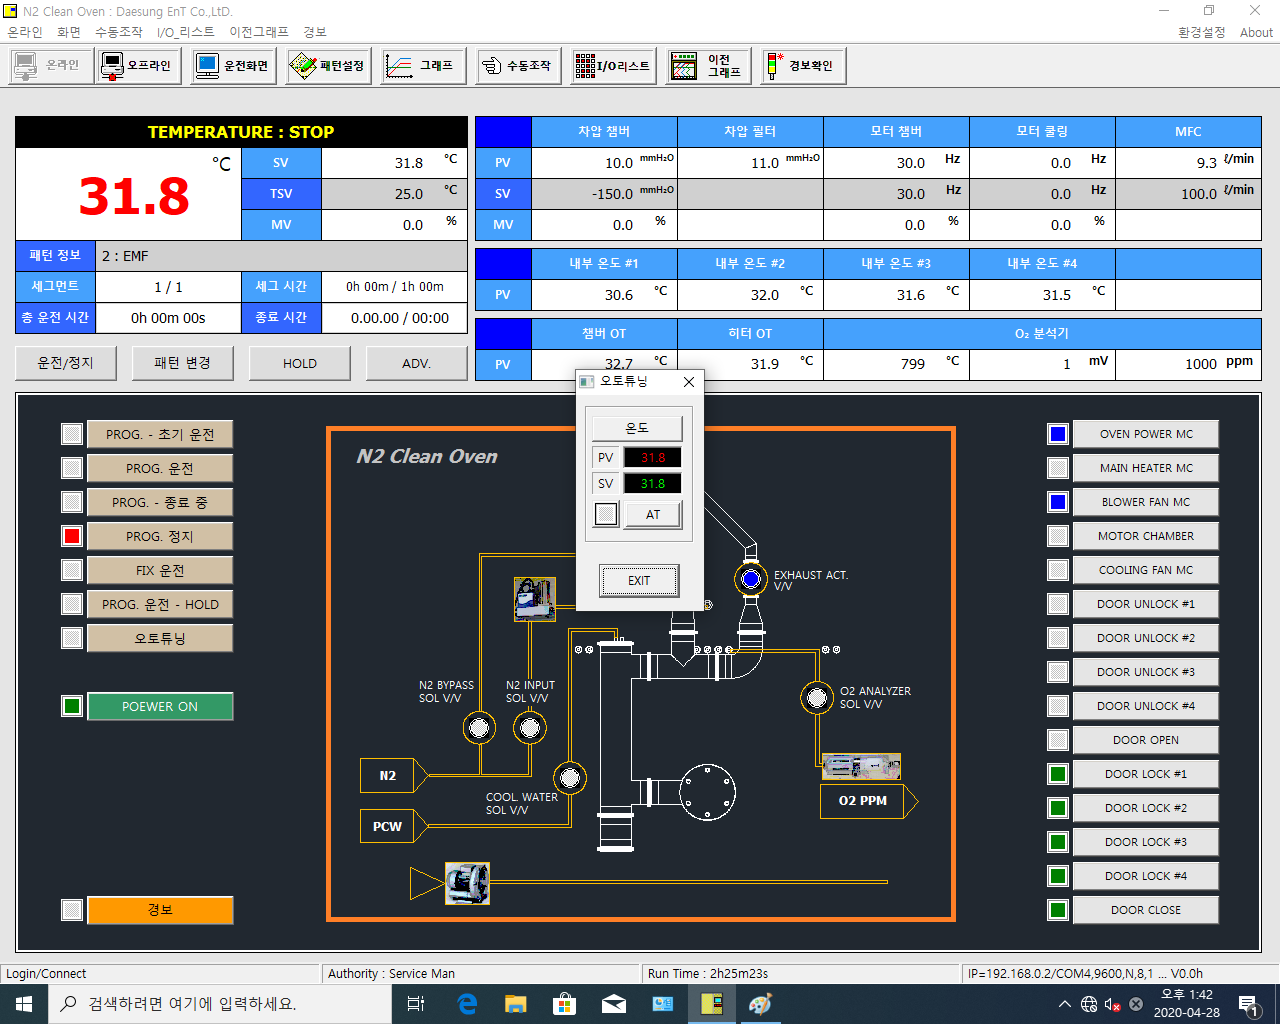 N2 Clean Oven : Daesung EnT Co.,LTD.
온라인 화면 수동조작 I/O_리스트 이전그래프 경보 환경설정 About
온라인 오프라인 운전화면 패턴설정 그래프 수동조작 I/O리스트 이전 그래프 경보확인
TEMPERATURE : STOP
31.8 ℃
SV 31.8 ℃
TSV 25.0 ℃
MV 0.0 %
패턴 정보 2 : EMF
세그먼트 1 / 1 세그 시간 0h 00m / 1h 00m
총 운전 시간 0h 00m 00s 종료 시간 0.00.00 / 00:00
운전/정지 패턴 변경 HOLD ADV.
차압 챔버 차압 필터 모터 챔버 모터 쿨링 MFC
PV 10.0 mmH₂O 11.0 mmH₂O 30.0 Hz 0.0 Hz 9.3 ℓ/min
SV -150.0 mmH₂O 30.0 Hz 0.0 Hz 100.0 ℓ/min
MV 0.0 % 0.0 % 0.0 %
내부 온도 #1 내부 온도 #2 내부 온도 #3 내부 온도 #4
PV 30.6 ℃ 32.0 ℃ 31.6 ℃ 31.5 ℃
챔버 OT 히터 OT O₂ 분석기
PV 32.7 ℃ 31.9 ℃ 799 ℃ 1 mV 1000 ppm
오토튜닝
온도
PV 31.8
SV 31.8
AT
EXIT
PROG. - 초기 운전
PROG. 운전
PROG. - 종료 중
PROG. 정지
FIX 운전
PROG. 운전 - HOLD
오토튜닝
POEWER ON
경보
N2 Clean Oven
EXHAUST ACT.
V/V
N2 BYPASS
SOL V/V
N2 INPUT
SOL V/V
O2 ANALYZER
SOL V/V
N2
COOL. WATER
SOL V/V
PCW
O2 PPM
OVEN POWER MC
MAIN HEATER MC
BLOWER FAN MC
MOTOR CHAMBER
COOLING FAN MC
DOOR UNLOCK #1
DOOR UNLOCK #2
DOOR UNLOCK #3
DOOR UNLOCK #4
DOOR OPEN
DOOR LOCK #1
DOOR LOCK #2
DOOR LOCK #3
DOOR LOCK #4
DOOR CLOSE
Login/Connect Authority : Service Man Run Time : 2h25m23s IP=192.168.0.2/COM4,9600,N,8,1 ... V0.0h
검색하려면 여기에 입력하세요.
오후 1:42
2020-04-28
1